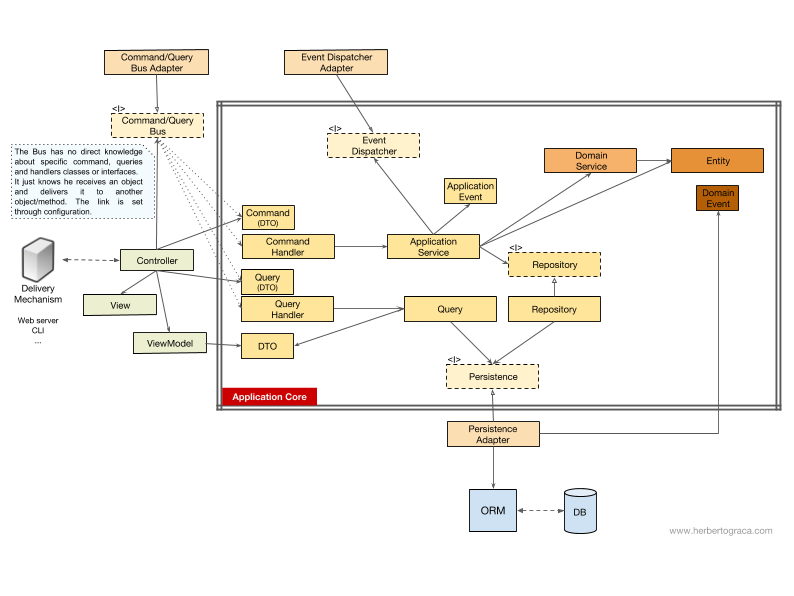 Command/Query
Bus Adapter
Event Dispatcher
Adapter
<I>
Command/Query
Bus
<I>
Event
Dispatcher
The Bus has no direct knowledge
about specific command, queries
and handlers classes or interfaces.
It just knows he receives an object
and delivers it to another
object/method. The link is set
through configuration.
Domain
Service
Entity
Application
Event
Domain
Event
Command
(DTO)
Command
Handler
Application
Service
<I>
Repository
Controller
Delivery
Mechanism
Web server
CLI
...
Query
(DTO)
View
Query
Handler
Query
Repository
ViewModel
DTO
<I>
Persistence
Application Core
Persistence
Adapter
ORM
DB
www.herbertograca.com